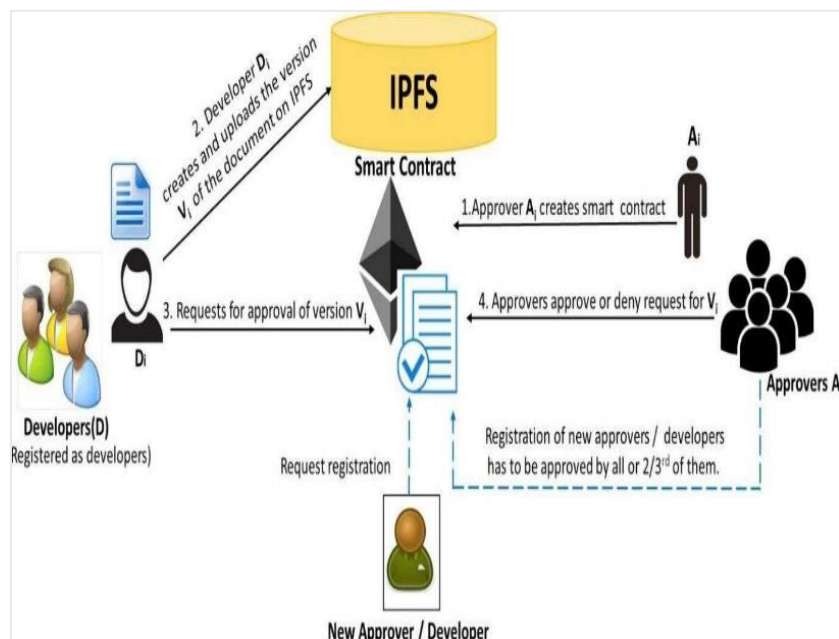 2. Developer Di
creates and uploads the version
Vi of the document on IPFS
IPFS
Smart Contract
Ai
1.Approver Ai creates smart contract
3. Requests for approval of version Vi
4. Approvers approve or deny request for Vi
Di
Approvers A
Developers(D)
Registered as developers)
Request registration
Registration of new approvers / developers
has to be approved by all or 2/3rd of them.
New Approver / Developer